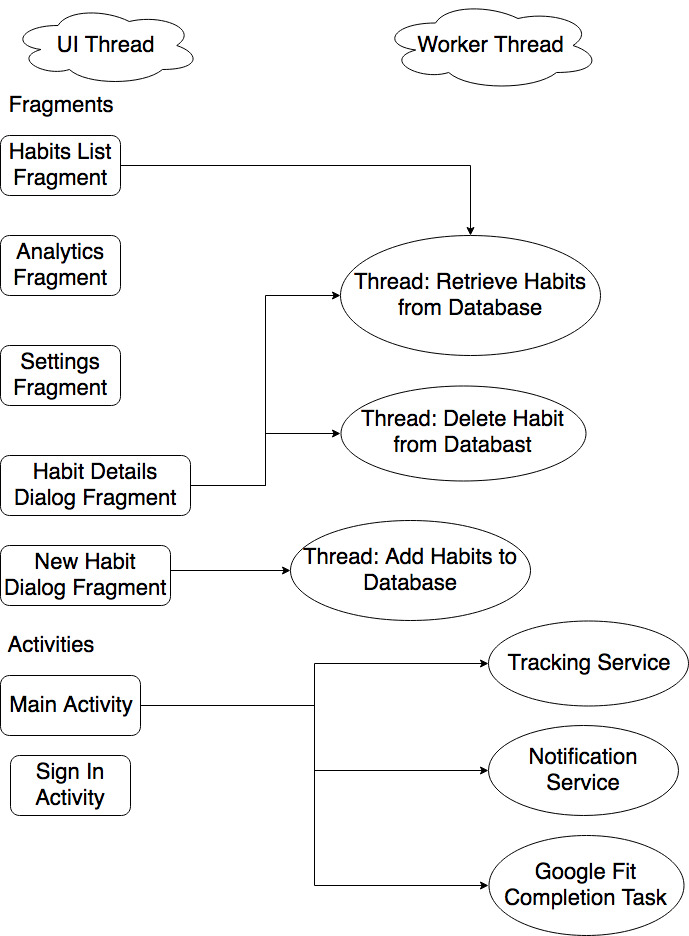 UI Thread
Worker Thread
Fragments
Habits List
Fragment
Analytics
Fragment
Thread: Retrieve Habits
from Database
Settings
Fragment
Thread: Delete Habit
from Databast
Habit Details
Dialog Fragment
New Habit
Dialog Fragment
Thread: Add Habits to
Database
Activities
Main Activity
Tracking Service
Sign In
Activity
Notification
Service
Google Fit
Completion Task